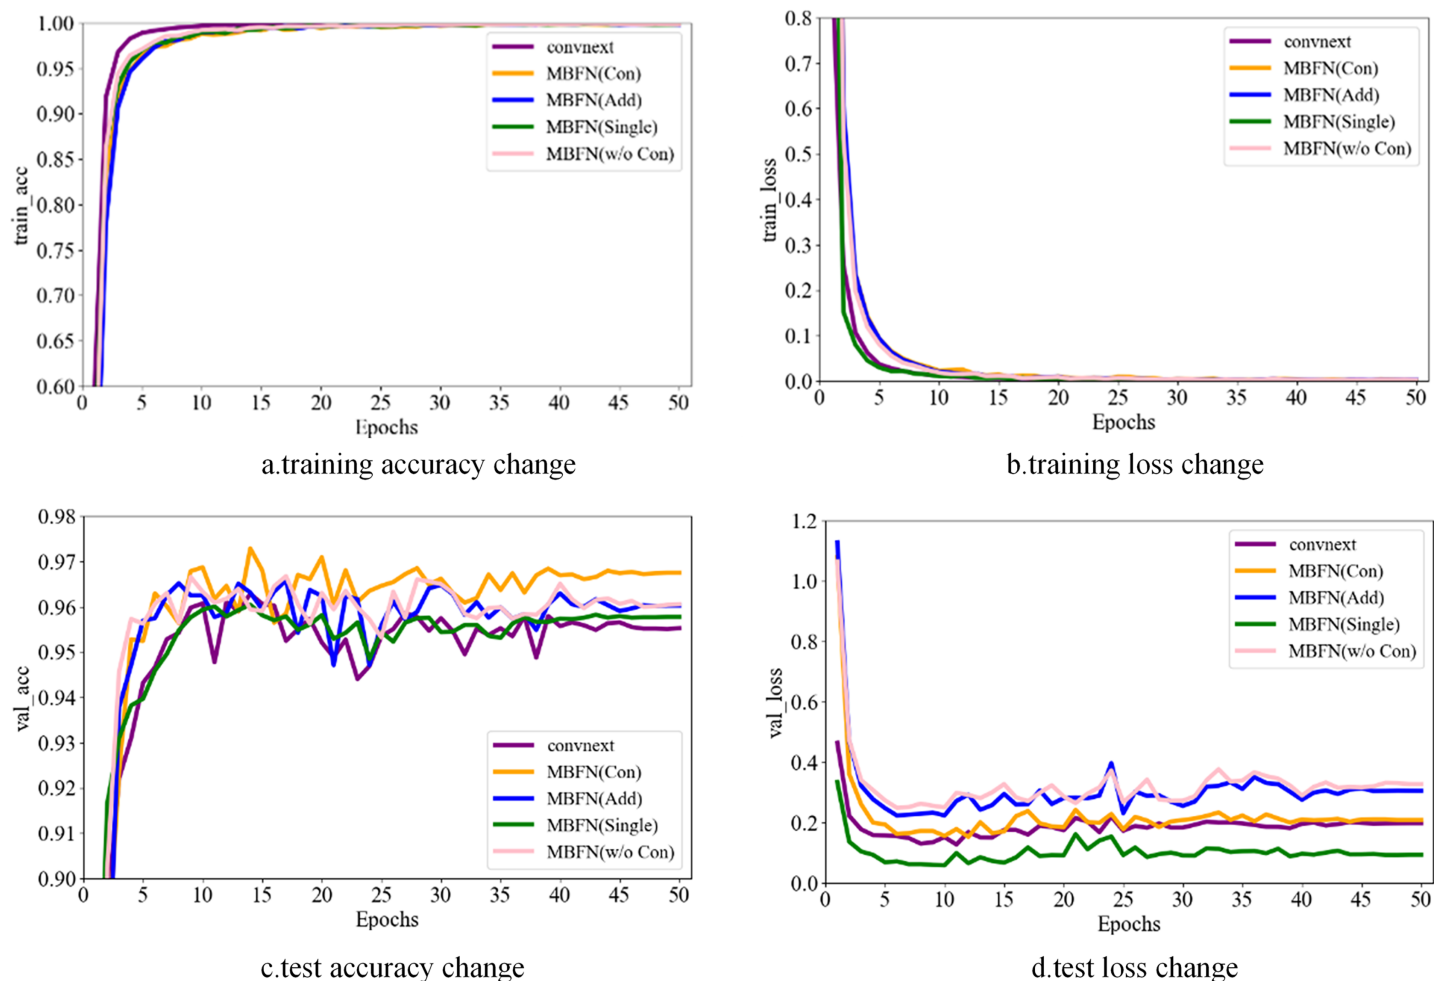 1.00
0.95
0.90
0.85
0.80
0.75
0.70
0.65
0.60
train_acc
0 5 10 15 20 25 30 35 40 45 50
Epochs
convnext
MBFN(Con)
MBFN(Add)
MBFN(Single)
MBFN(w/o Con)
a.training accuracy change
0.8
0.7
0.6
0.5
0.4
0.3
0.2
0.1
0.0
train_loss
0 5 10 15 20 25 30 35 40 45 50
Epochs
convnext
MBFN(Con)
MBFN(Add)
MBFN(Single)
MBFN(w/o Con)
b.training loss change
0.98
0.97
0.96
0.95
0.94
0.93
0.92
0.91
0.90
val_acc
0 5 10 15 20 25 30 35 40 45 50
Epochs
convnext
MBFN(Con)
MBFN(Add)
MBFN(Single)
MBFN(w/o Con)
c.test accuracy change
1.2
1.0
0.8
0.6
0.4
0.2
0.0
val_loss
0 5 10 15 20 25 30 35 40 45 50
Epochs
convnext
MBFN(Con)
MBFN(Add)
MBFN(Single)
MBFN(w/o Con)
d.test loss change